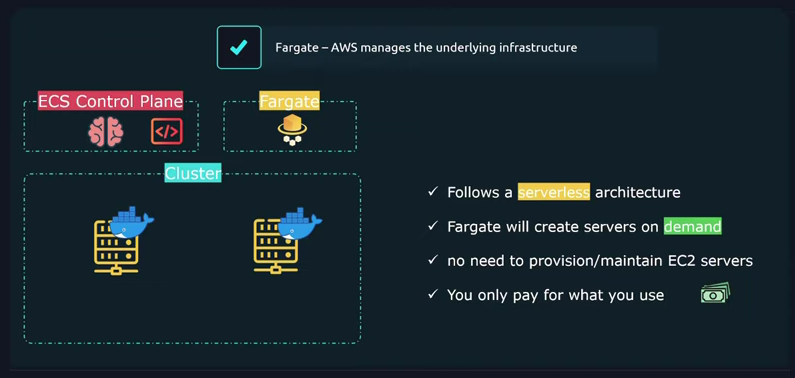 Fargate – AWS manages the underlying infrastructure
ECS Control Plane
Fargate
</>
Cluster
✓ Follows a serverless architecture
✓ Fargate will create servers on demand
✓ no need to provision/maintain EC2 servers
✓ You only pay for what you use